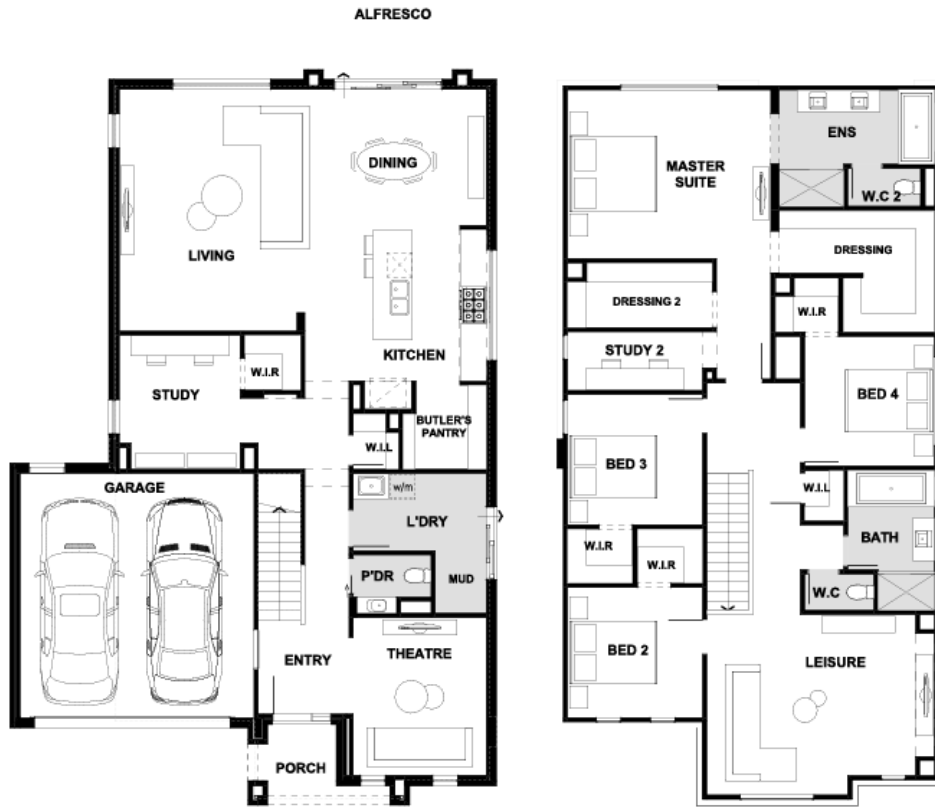 ALFRESCO
DINING
LIVING
KITCHEN
W.I.R
STUDY
BUTLER'S
PANTRY
W.I.L
GARAGE
w/m
L'DRY
P'DR
MUD
ENTRY
THEATRE
PORCH
ENS
MASTER
SUITE
W.C 2
DRESSING
DRESSING 2
W.I.R
STUDY 2
BED 4
BED 3
W.I.L
BATH
W.I.R
W.I.R
W.C
BED 2
LEISURE